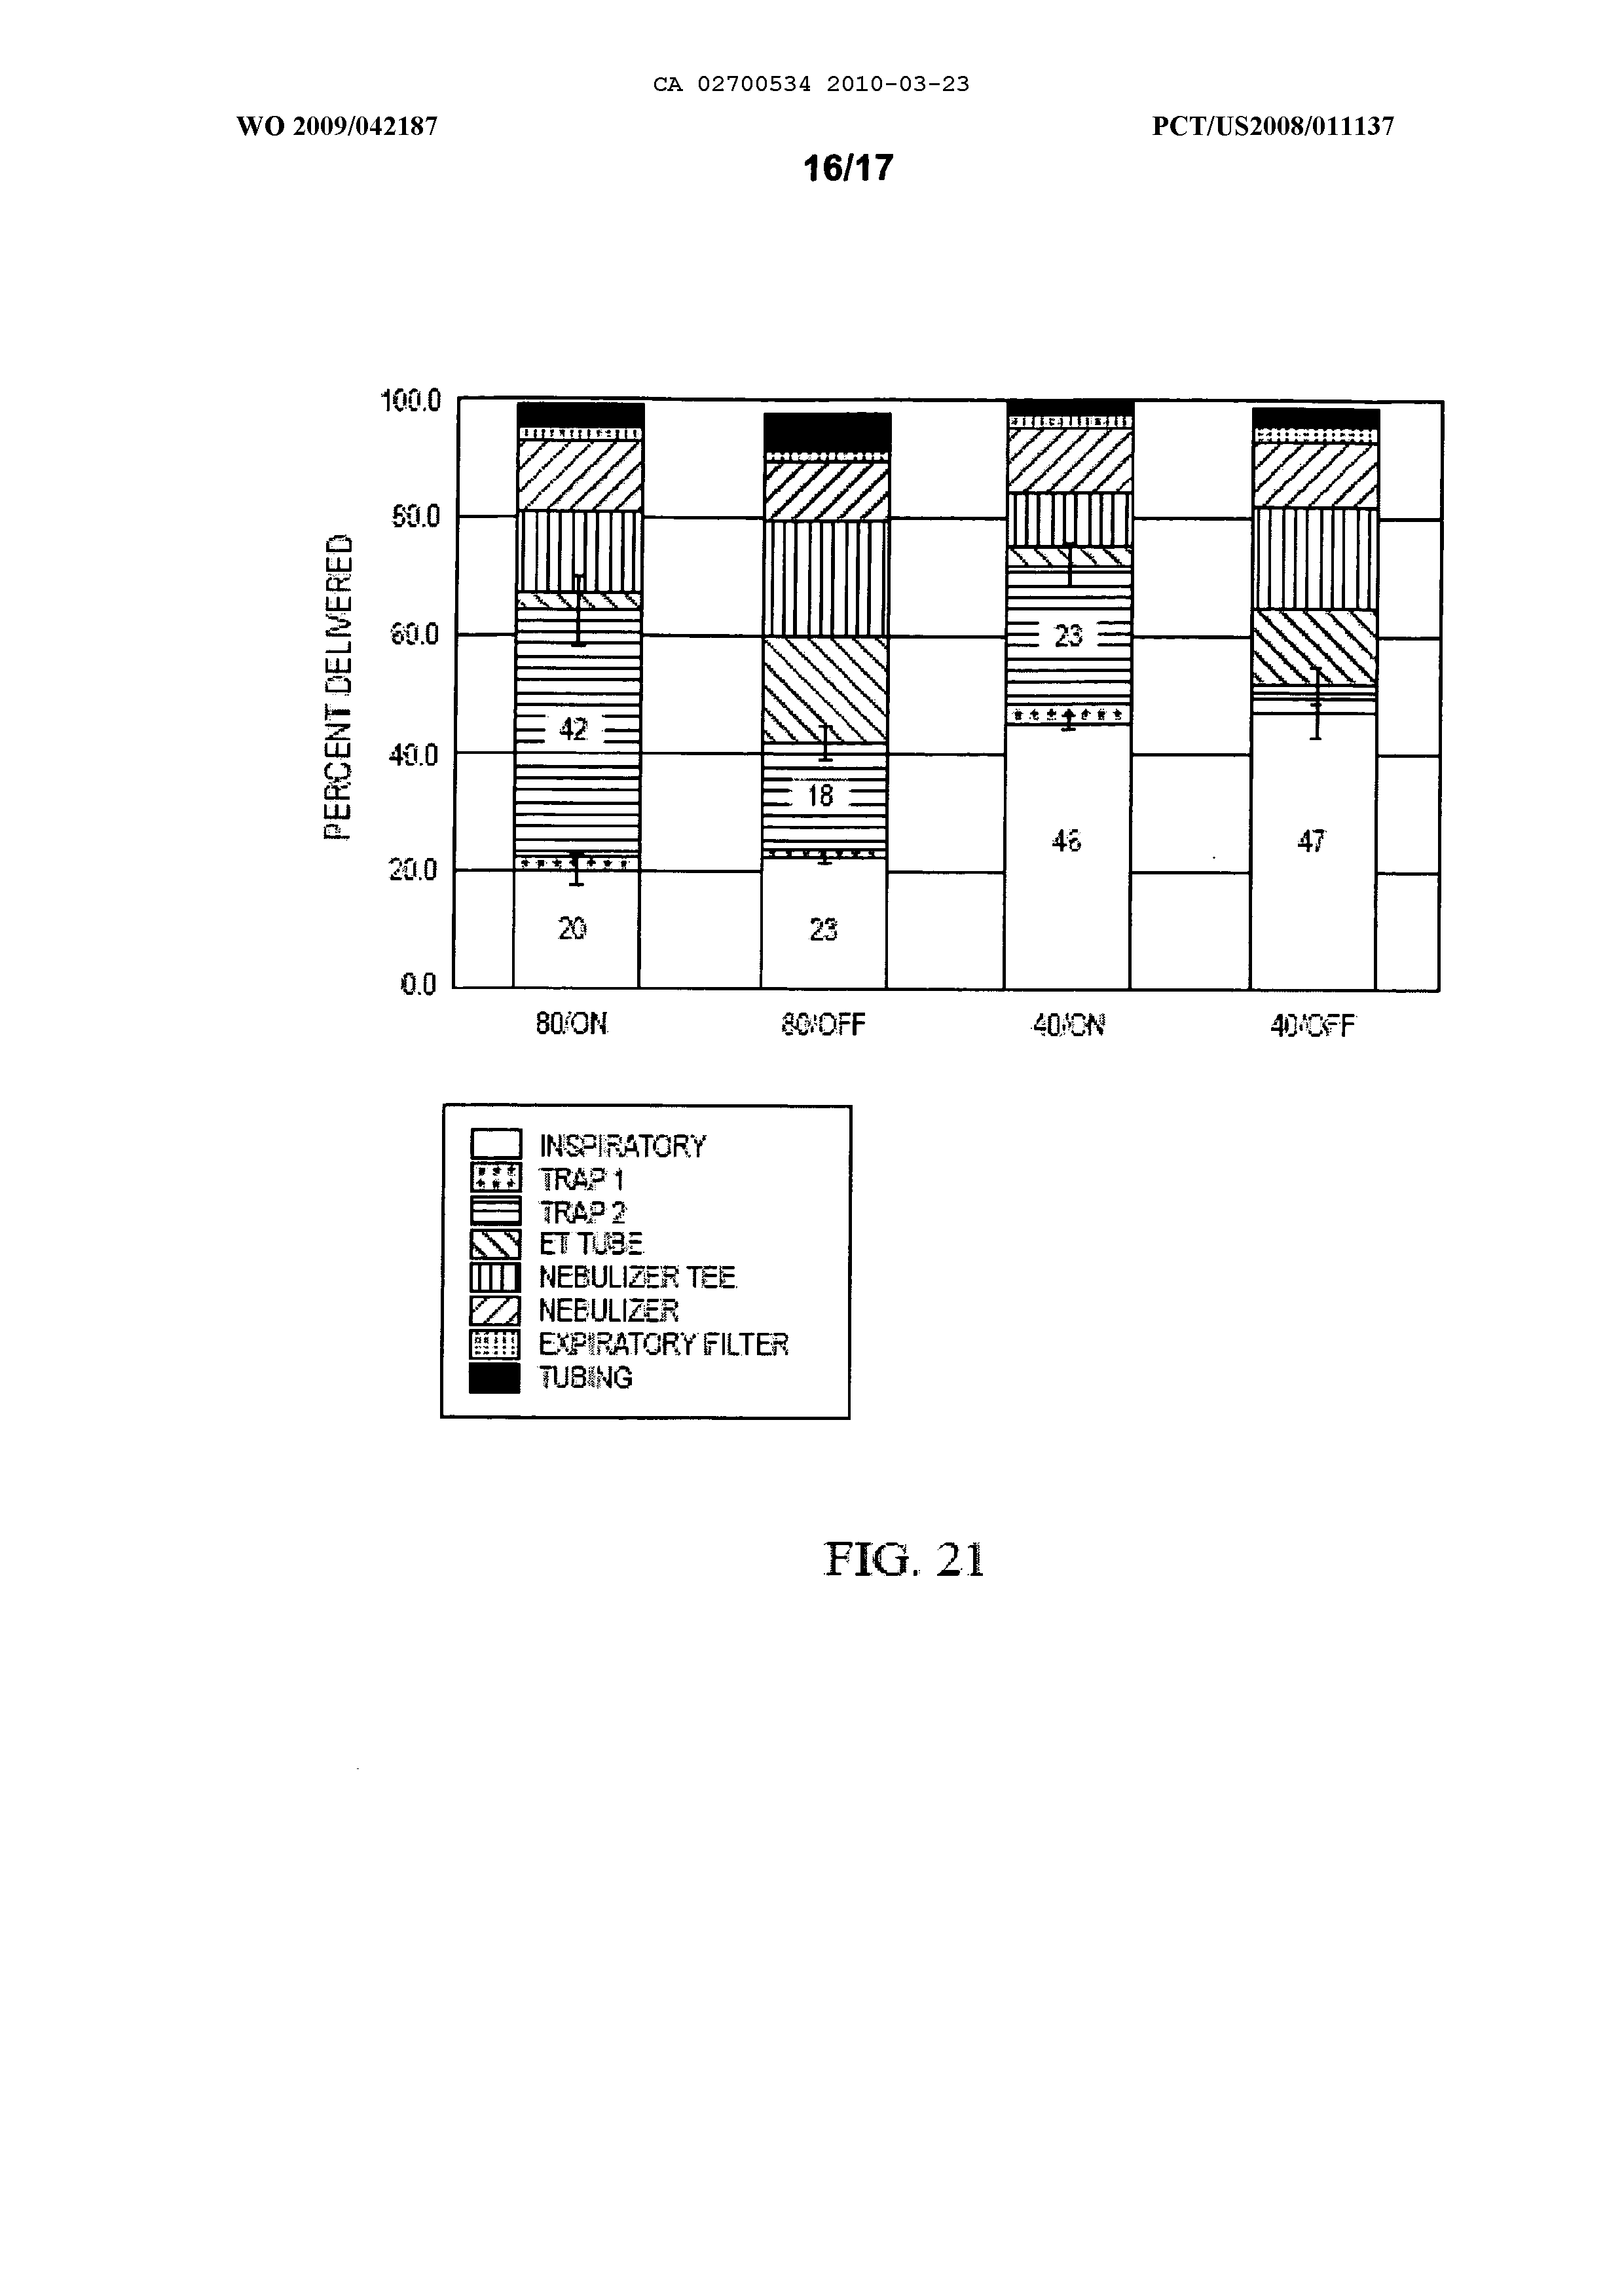 CA 02700534 2010-03-23
WO 2009/042187
PCT/US2008/011137
16/17
PERCENT DELIVERED
100.0
80.0
60.0
40.0
20.0
0.0
42
20
18
23
23
46
47
80/ON
80/OFF
40/ON
40/OFF
INSPIRATORY
TRAP 1
TRAP 2
ET TUBE
NEBULIZER TEE
NEBULIZER
EXPIRATORY FILTER
TUBING
FIG. 21